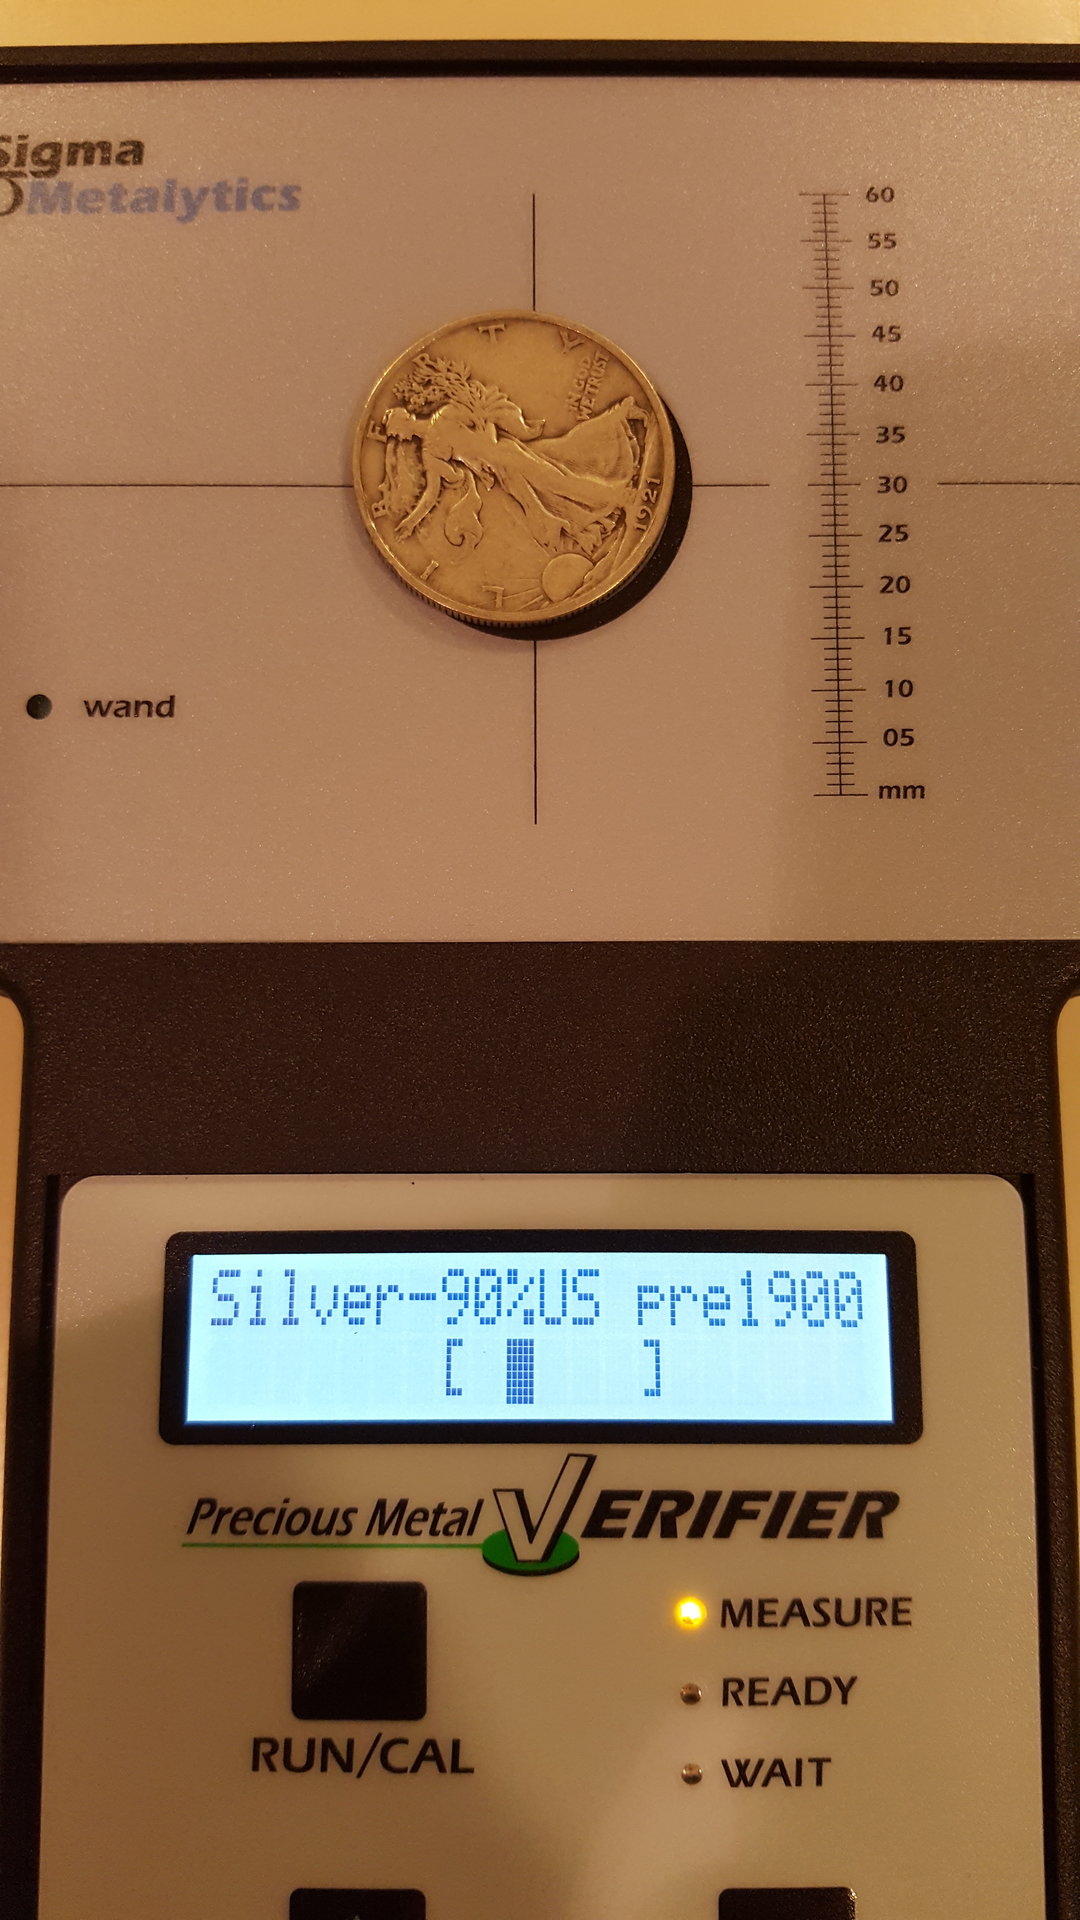 Sigma
Metalytics
60
55
50
45
40
35
30
25
20
15
10
05
mm
LIBERTY
IN GOD
WE TRUST
1921
wand
Silver-90%US pre1900
[ ]
Precious Metal VERIFIER
MEASURE
READY
WAIT
RUN/CAL